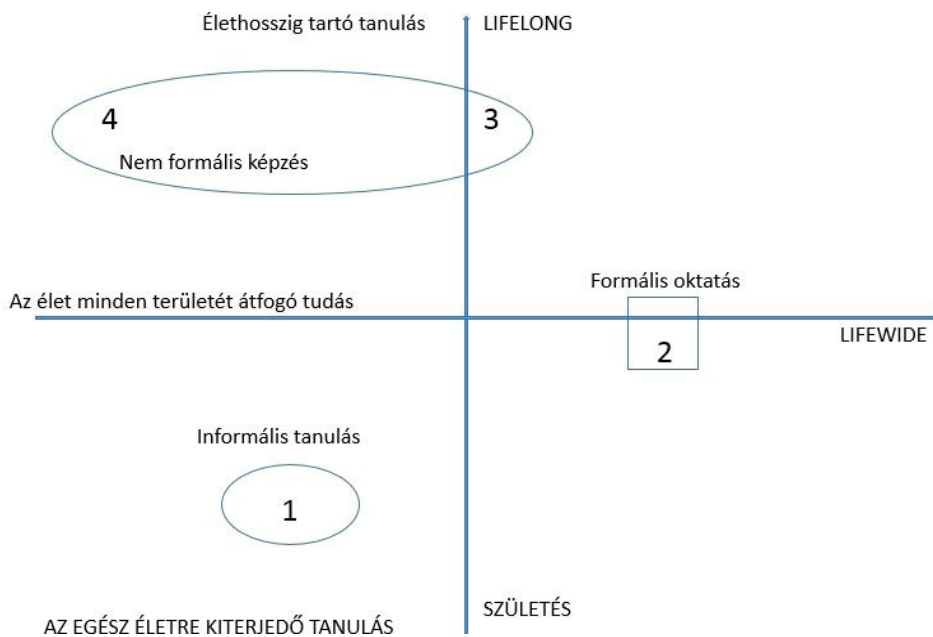 Élethosszig tartó tanulás
LIFELONG
4
3
Nem formális képzés
Formális oktatás
Az élet minden területét átfogó tudás
LIFEWIDE
2
Informális tanulás
1
SZÜLETÉS
AZ EGÉSZ ÉLETRE KITERJEDŐ TANULÁS